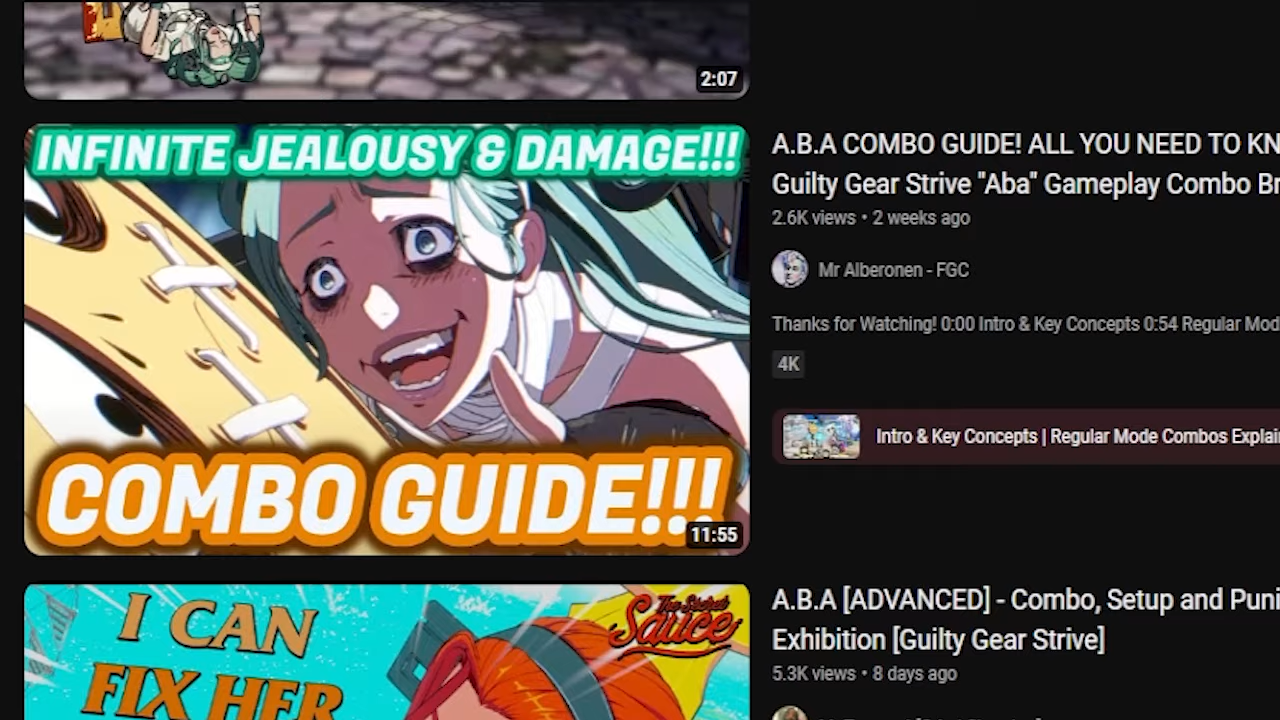 2:07
INFINITE JEALOUSY & DAMAGE!!!
COMBO GUIDE!!!
11:55
A.B.A COMBO GUIDE! ALL YOU NEED TO KN
Guilty Gear Strive "Aba" Gameplay Combo Br
2.6K views • 2 weeks ago
Mr Alberonen - FGC
Thanks for Watching! 0:00 Intro & Key Concepts 0:54 Regular Mod
4K
Intro & Key Concepts | Regular Mode Combos Explai
I CAN
FIX HER
The Secret
Sauce
A.B.A [ADVANCED] - Combo, Setup and Puni
Exhibition [Guilty Gear Strive]
5.3K views • 8 days ago